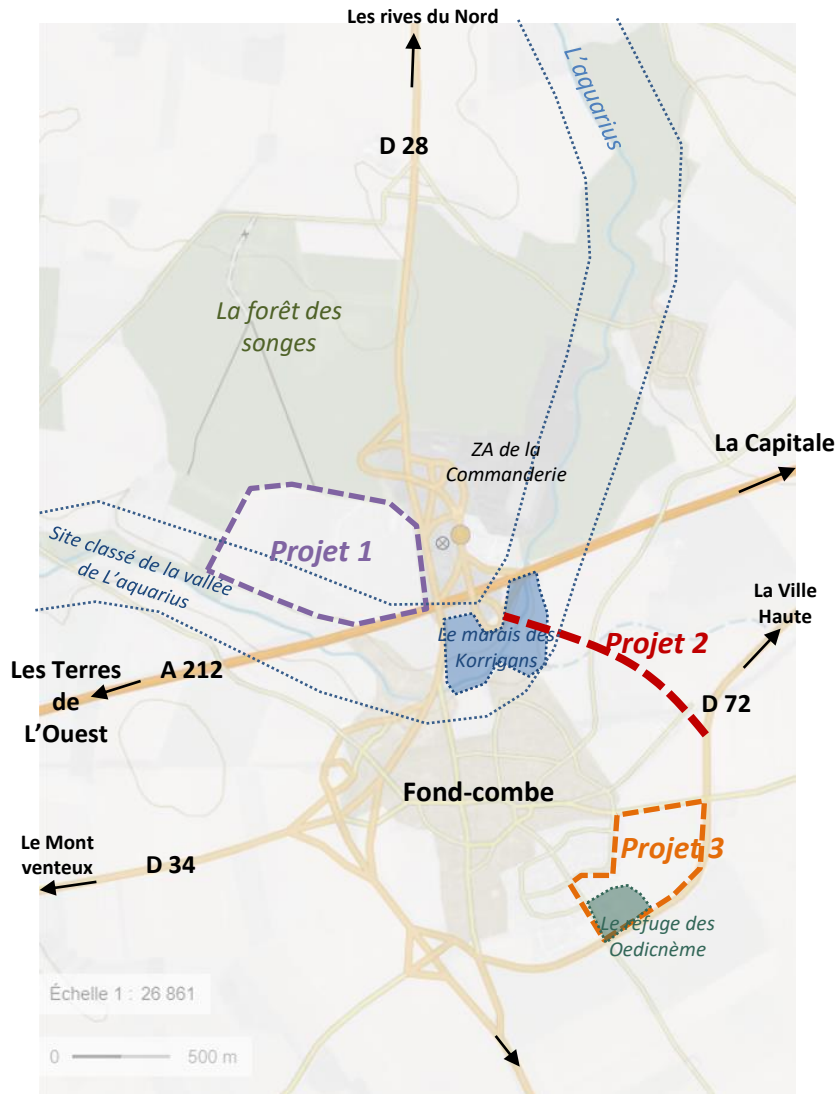 Les rives du Nord
L'aquarius
D 28
La forêt des
songes
La Capitale
ZA de la
Commanderie
Projet 1
Site classé de la vallée
de L'aquarius
La Ville
Haute
Le marais des
Korrigans
Projet 2
A 212
Les Terres
de
L'Ouest
D 72
Fond-combe
Le Mont
venteux
D 34
Projet 3
Le refuge des
Oedicnème
Échelle 1 : 26 861
0 500 m